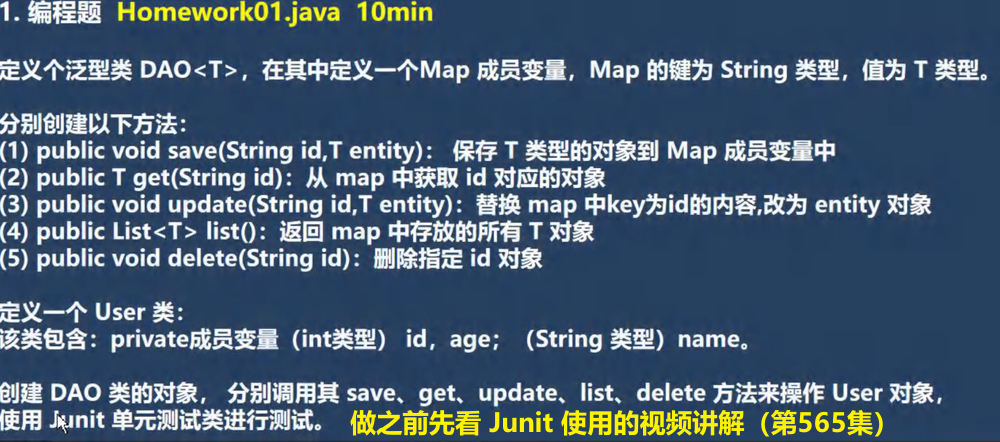 1. 编程题 Homework01.java 10min
定义个泛型类 DAO<T>，在其中定义一个Map 成员变量，Map 的键为 String 类型，值为 T 类型。
分别创建以下方法：
(1) public void save(String id,T entity)： 保存 T 类型的对象到 Map 成员变量中
(2) public T get(String id)：从 map 中获取 id 对应的对象
(3) public void update(String id,T entity)：替换 map 中key为id的内容,改为 entity 对象
(4) public List<T> list()：返回 map 中存放的所有 T 对象
(5) public void delete(String id)：删除指定 id 对象
定义一个 User 类：
该类包含：private成员变量（int类型） id，age；（String 类型）name。
创建 DAO 类的对象， 分别调用其 save、get、update、list、delete 方法来操作 User 对象，
使用 Junit 单元测试类进行测试。 做之前先看 Junit 使用的视频讲解（第565集）